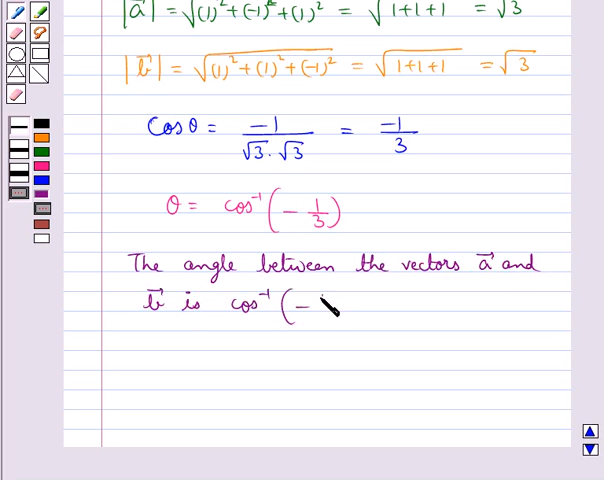 |a⃗| = √(1)²+(-1)²+(1)² = √1+1+1 = √3
|b⃗| = √(1)²+(1)²+(-1)² = √1+1+1 = √3
Cosθ = -1/√3.√3 = -1/3
θ = cos⁻¹(-1/3)
The angle between the vectors a⃗ and
b⃗ is cos⁻¹(-